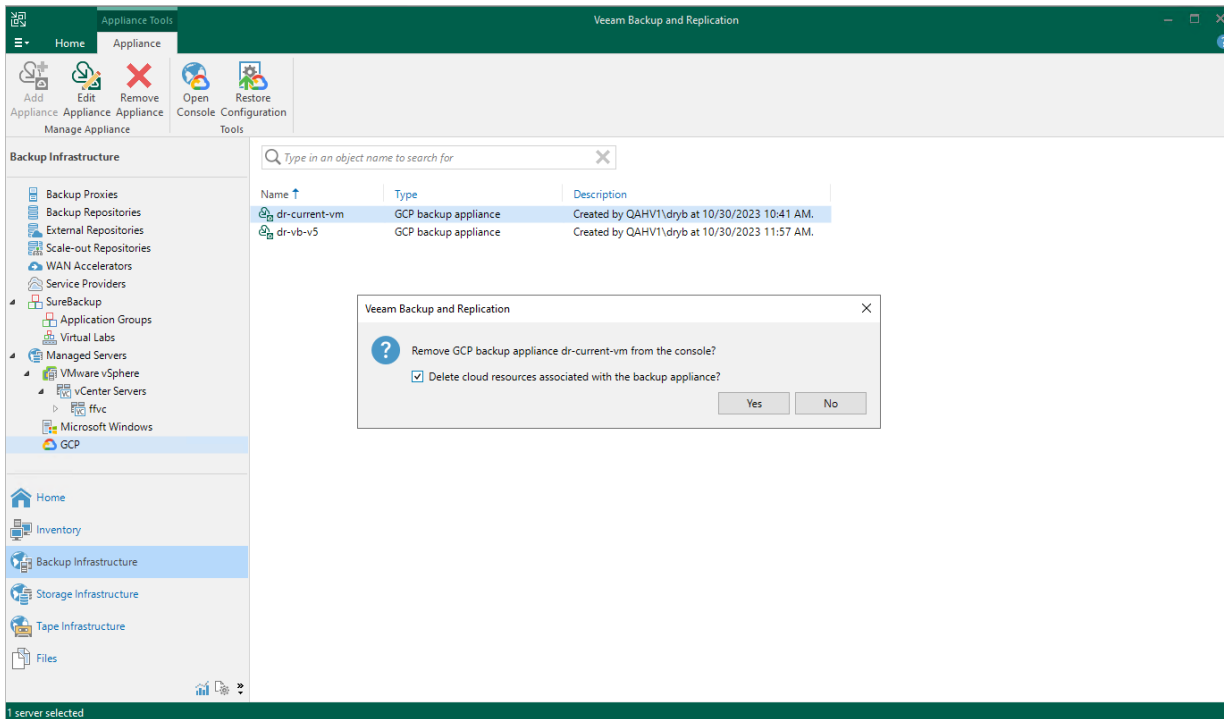 Appliance Tools
Veeam Backup and Replication
Home Appliance
Add Appliance
Edit Appliance
Remove Appliance
Open Console
Restore Configuration
Manage Appliance
Tools
Backup Infrastructure
Type in an object name to search for
Backup Proxies
Backup Repositories
External Repositories
Scale-out Repositories
WAN Accelerators
Service Providers
SureBackup
Application Groups
Virtual Labs
Managed Servers
VMware vSphere
vCenter Servers
ffvc
Microsoft Windows
GCP
Name Type Description
dr-current-vm GCP backup appliance Created by QAHV1\dryb at 10/30/2023 10:41 AM.
dr-vb-v5 GCP backup appliance Created by QAHV1\dryb at 10/30/2023 11:57 AM.
Veeam Backup and Replication
Remove GCP backup appliance dr-current-vm from the console?
Delete cloud resources associated with the backup appliance?
Yes No
Home
Inventory
Backup Infrastructure
Storage Infrastructure
Tape Infrastructure
Files
1 server selected